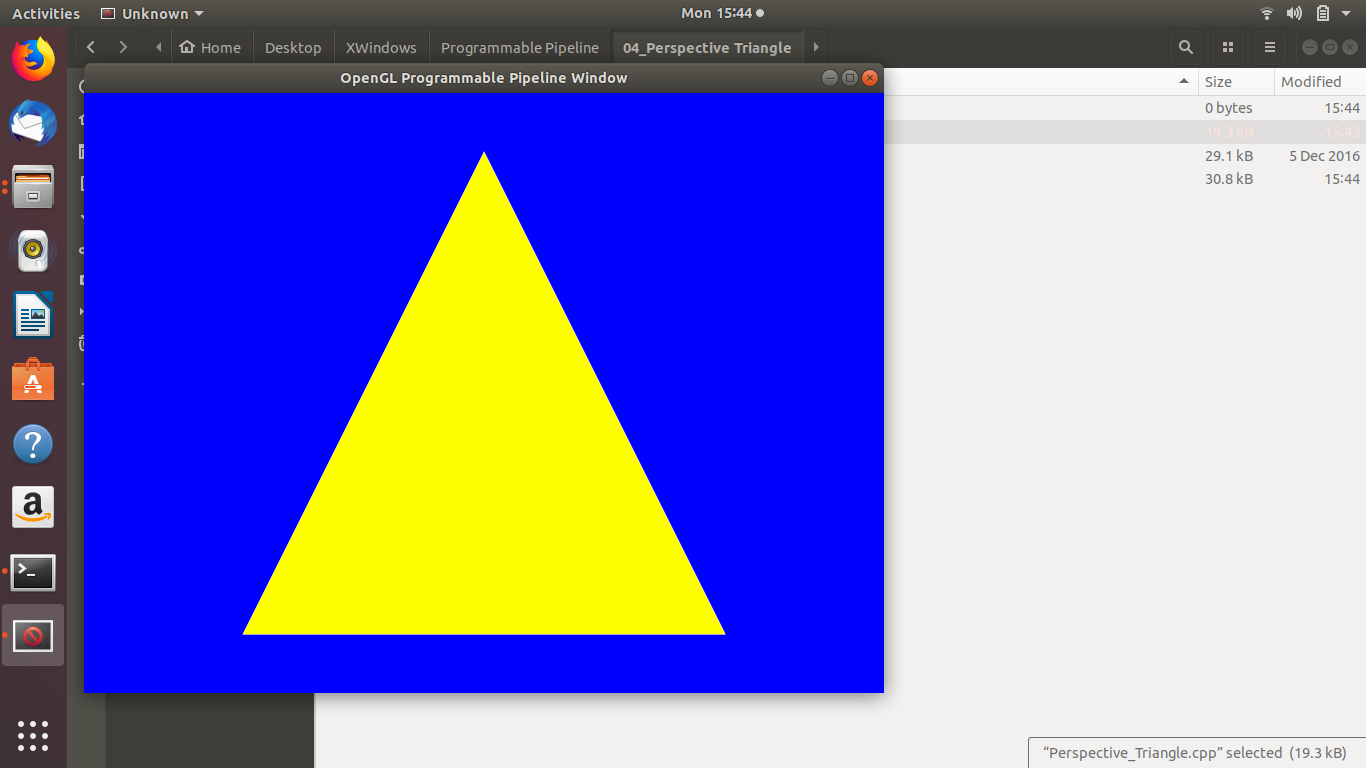 Activities Unknown Mon 15:44
Home Desktop XWindows Programmable Pipeline 04_Perspective Triangle
OpenGL Programmable Pipeline Window
Size Modified
0 bytes 15:44
19.3 kB 15:43
29.1 kB 5 Dec 2016
30.8 kB 15:44
“Perspective_Triangle.cpp” selected (19.3 kB)